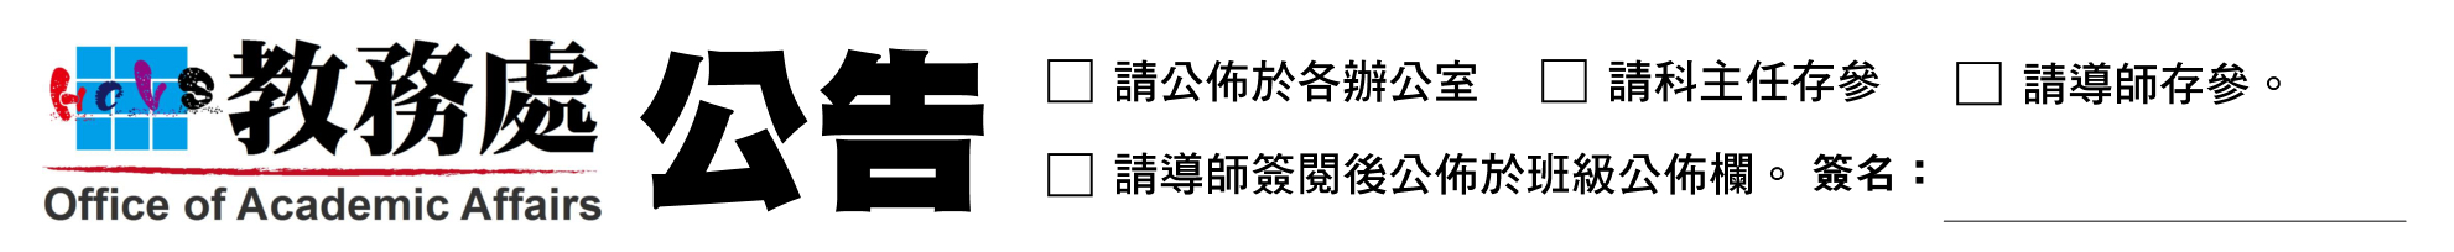 HCVS 教務處
Office of Academic Affairs
公告
□ 請公佈於各辦公室 □ 請科主任存參 □ 請導師存參。
□ 請導師簽閱後公佈於班級公佈欄。 簽名：